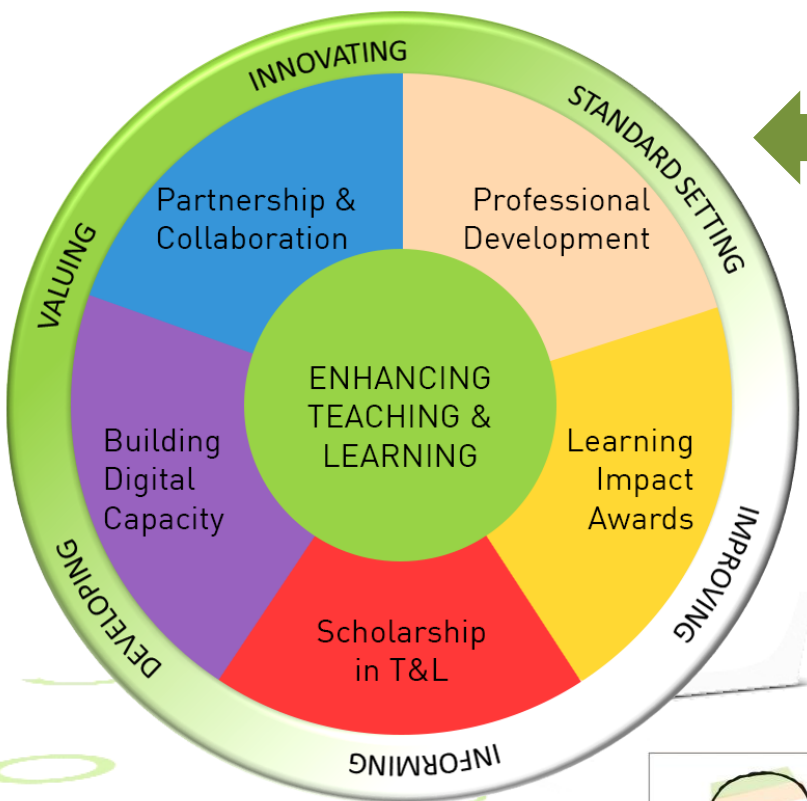 INNOVATING
STANDARD SETTING
IMPROVING
INFORMING
DEVELOPING
VALUING
Partnership &
Collaboration
Professional
Development
Learning
Impact
Awards
Scholarship
in T&L
Building
Digital
Capacity
ENHANCING
TEACHING &
LEARNING